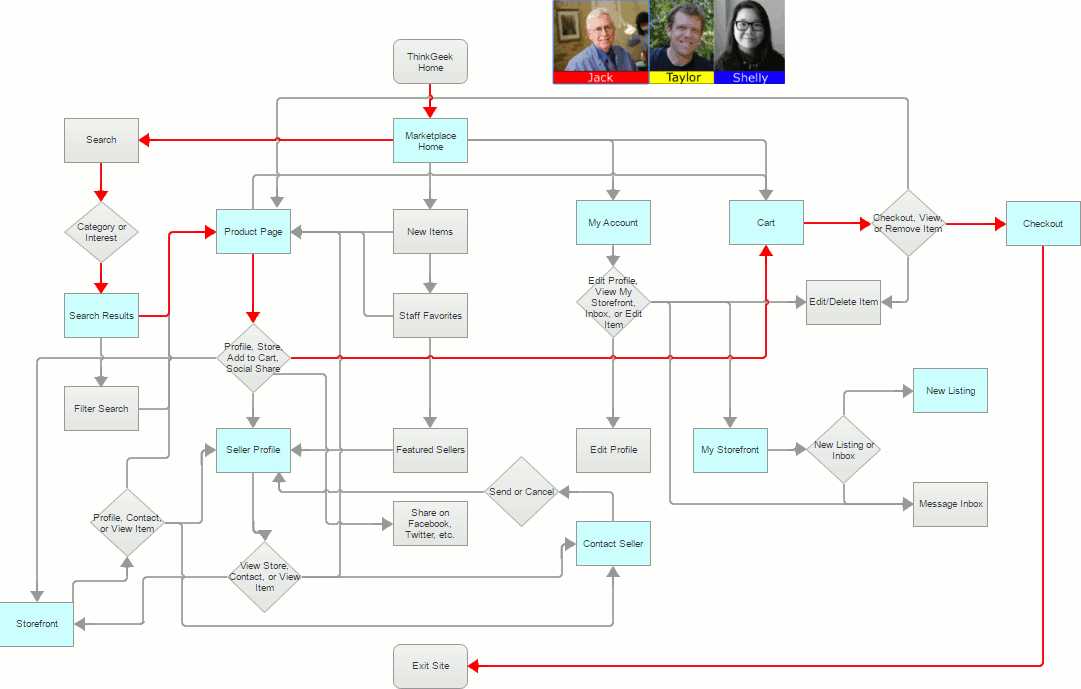 Jack
Taylor
Shelly
ThinkGeek
Home
Search
Marketplace
Home
Category or
Interest
Product Page
New Items
My Account
Cart
Checkout, View,
or Remove Item
Checkout
Search Results
Staff Favorites
Edit Profile,
View My
Storefront,
Inbox, or Edit
Item
Edit/Delete Item
Profile, Store,
Add to Cart,
Social Share
Filter Search
New Listing
Seller Profile
Featured Sellers
Edit Profile
My Storefront
New Listing or
Inbox
Profile, Contact,
or View Item
Send or Cancel
Share on
Facebook,
Twitter, etc.
Message Inbox
Contact Seller
View Store,
Contact, or View
Item
Storefront
Exit Site